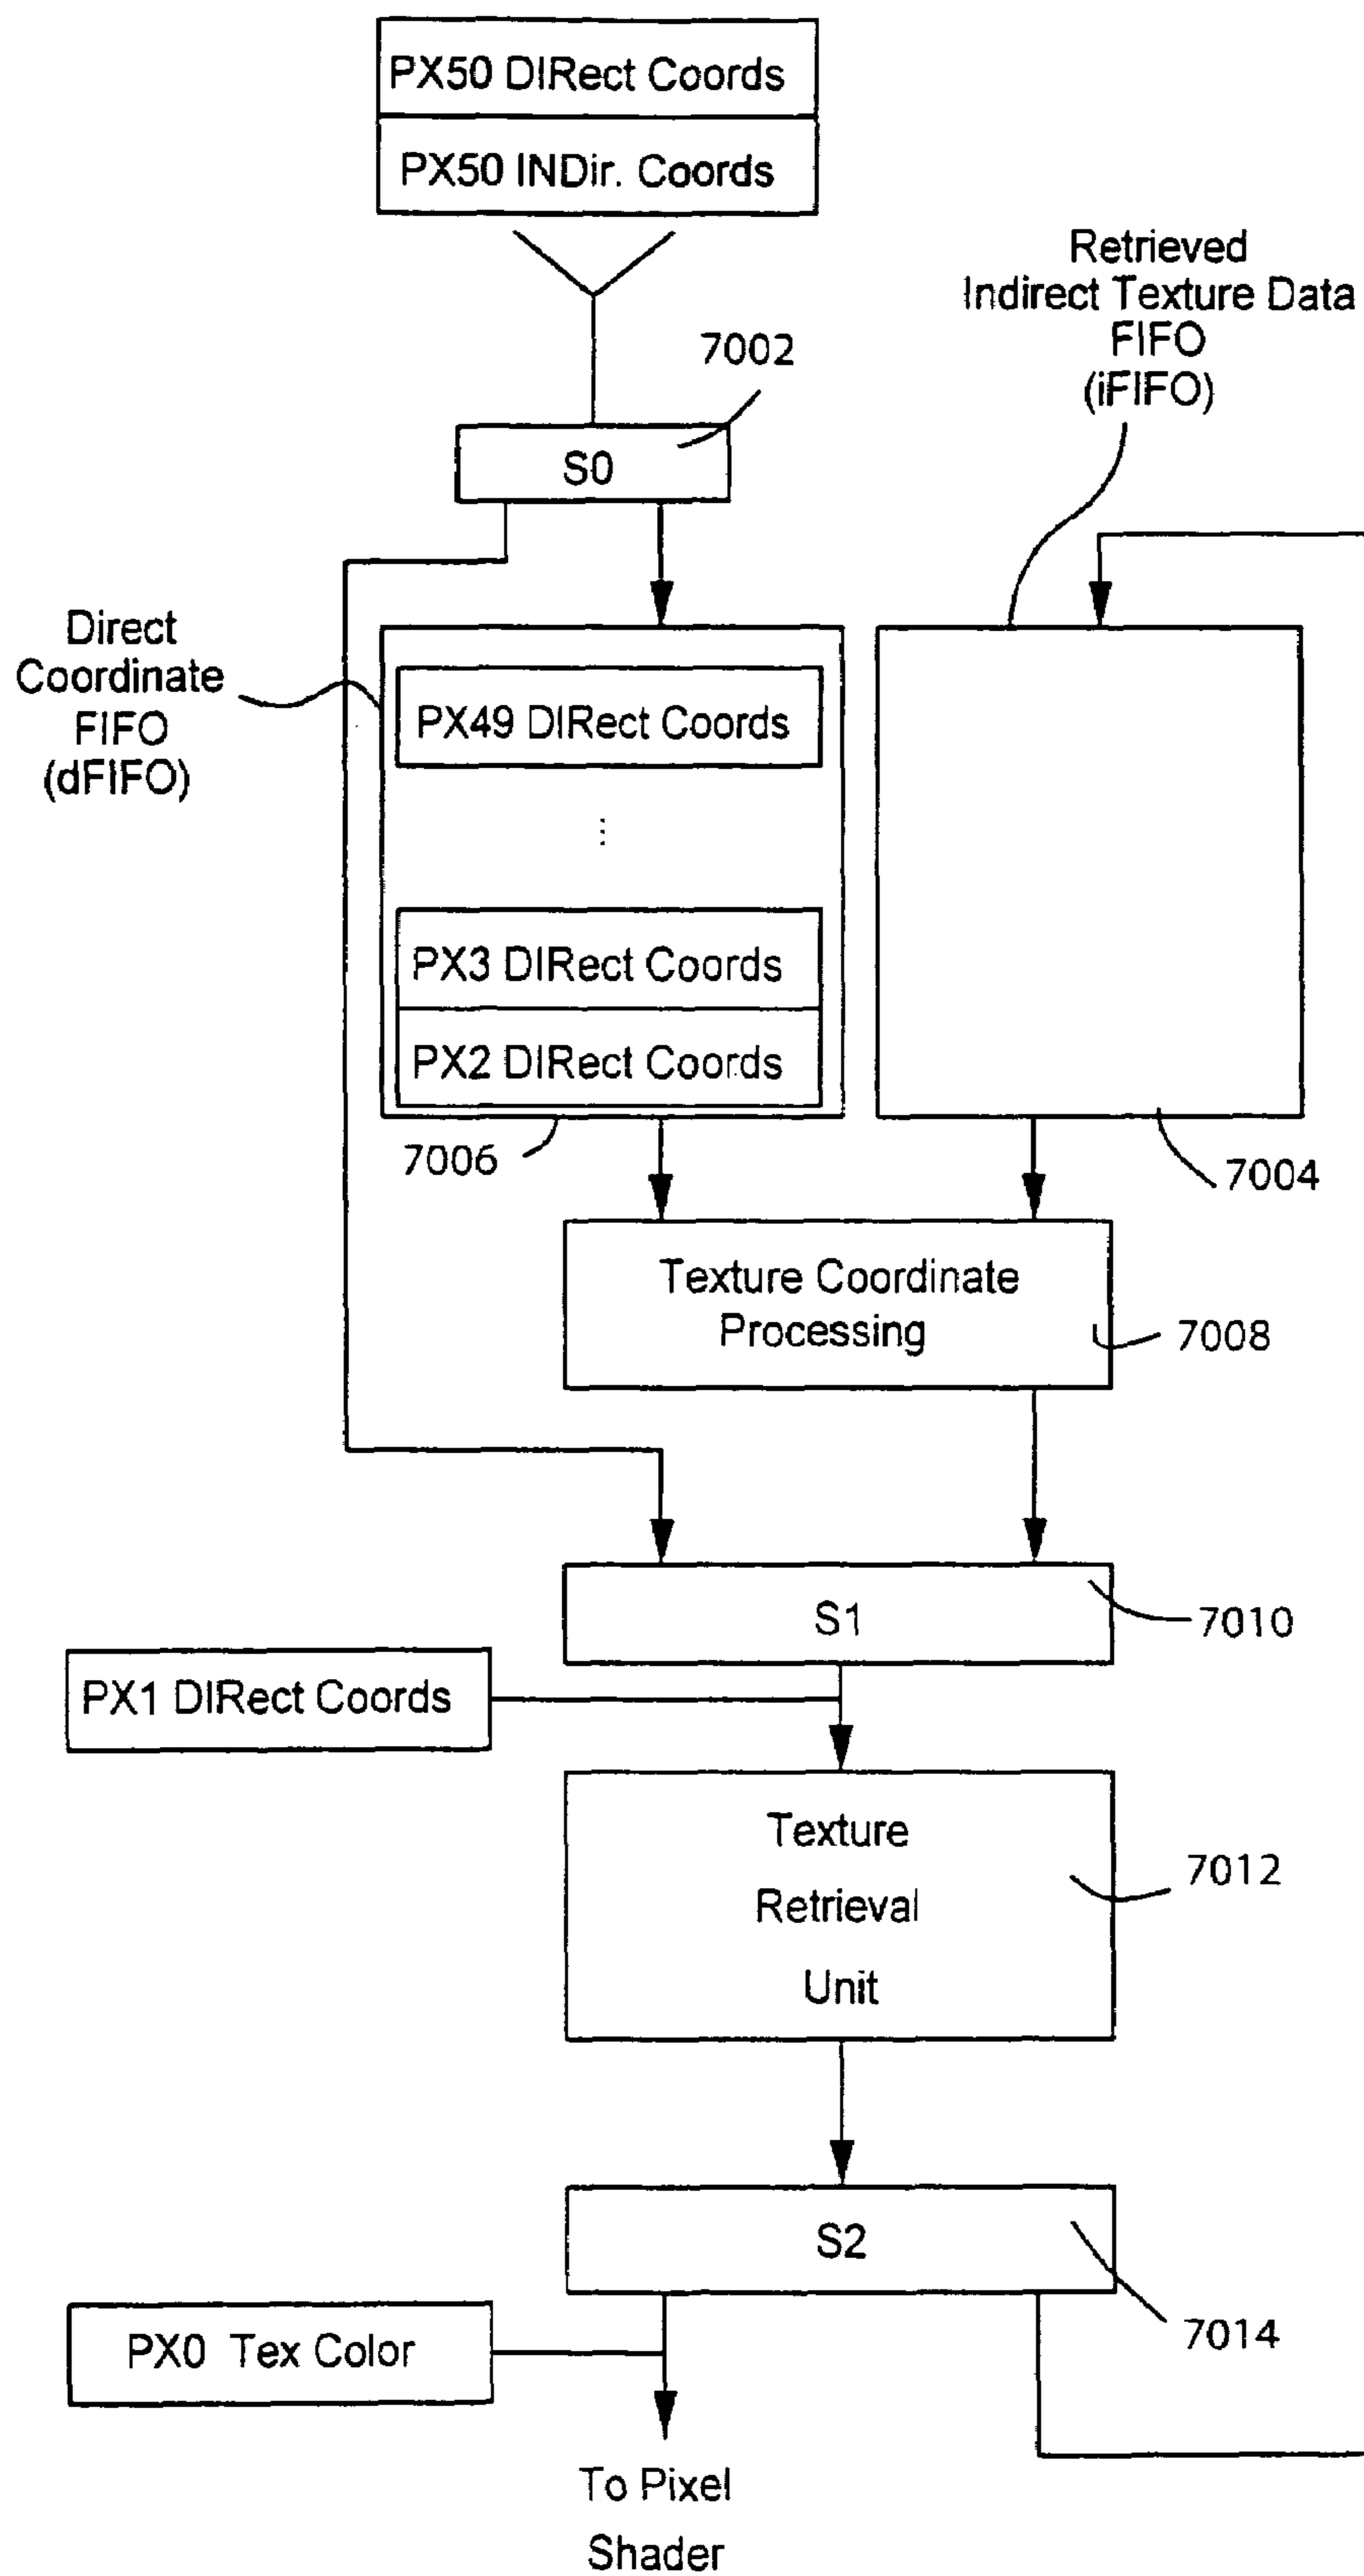 PX50 DIRect Coords
PX50 INDir. Coords
Retrieved
Indirect Texture Data
FIFO
(iFIFO)
7002
S0
Direct
Coordinate
FIFO
(dFIFO)
PX49 DIRect Coords
...
PX3 DIRect Coords
PX2 DIRect Coords
7006
7004
Texture Coordinate
Processing
7008
S1
7010
PX1 DIRect Coords
Texture
Retrieval
Unit
7012
S2
7014
PX0 Tex Color
To Pixel
Shader